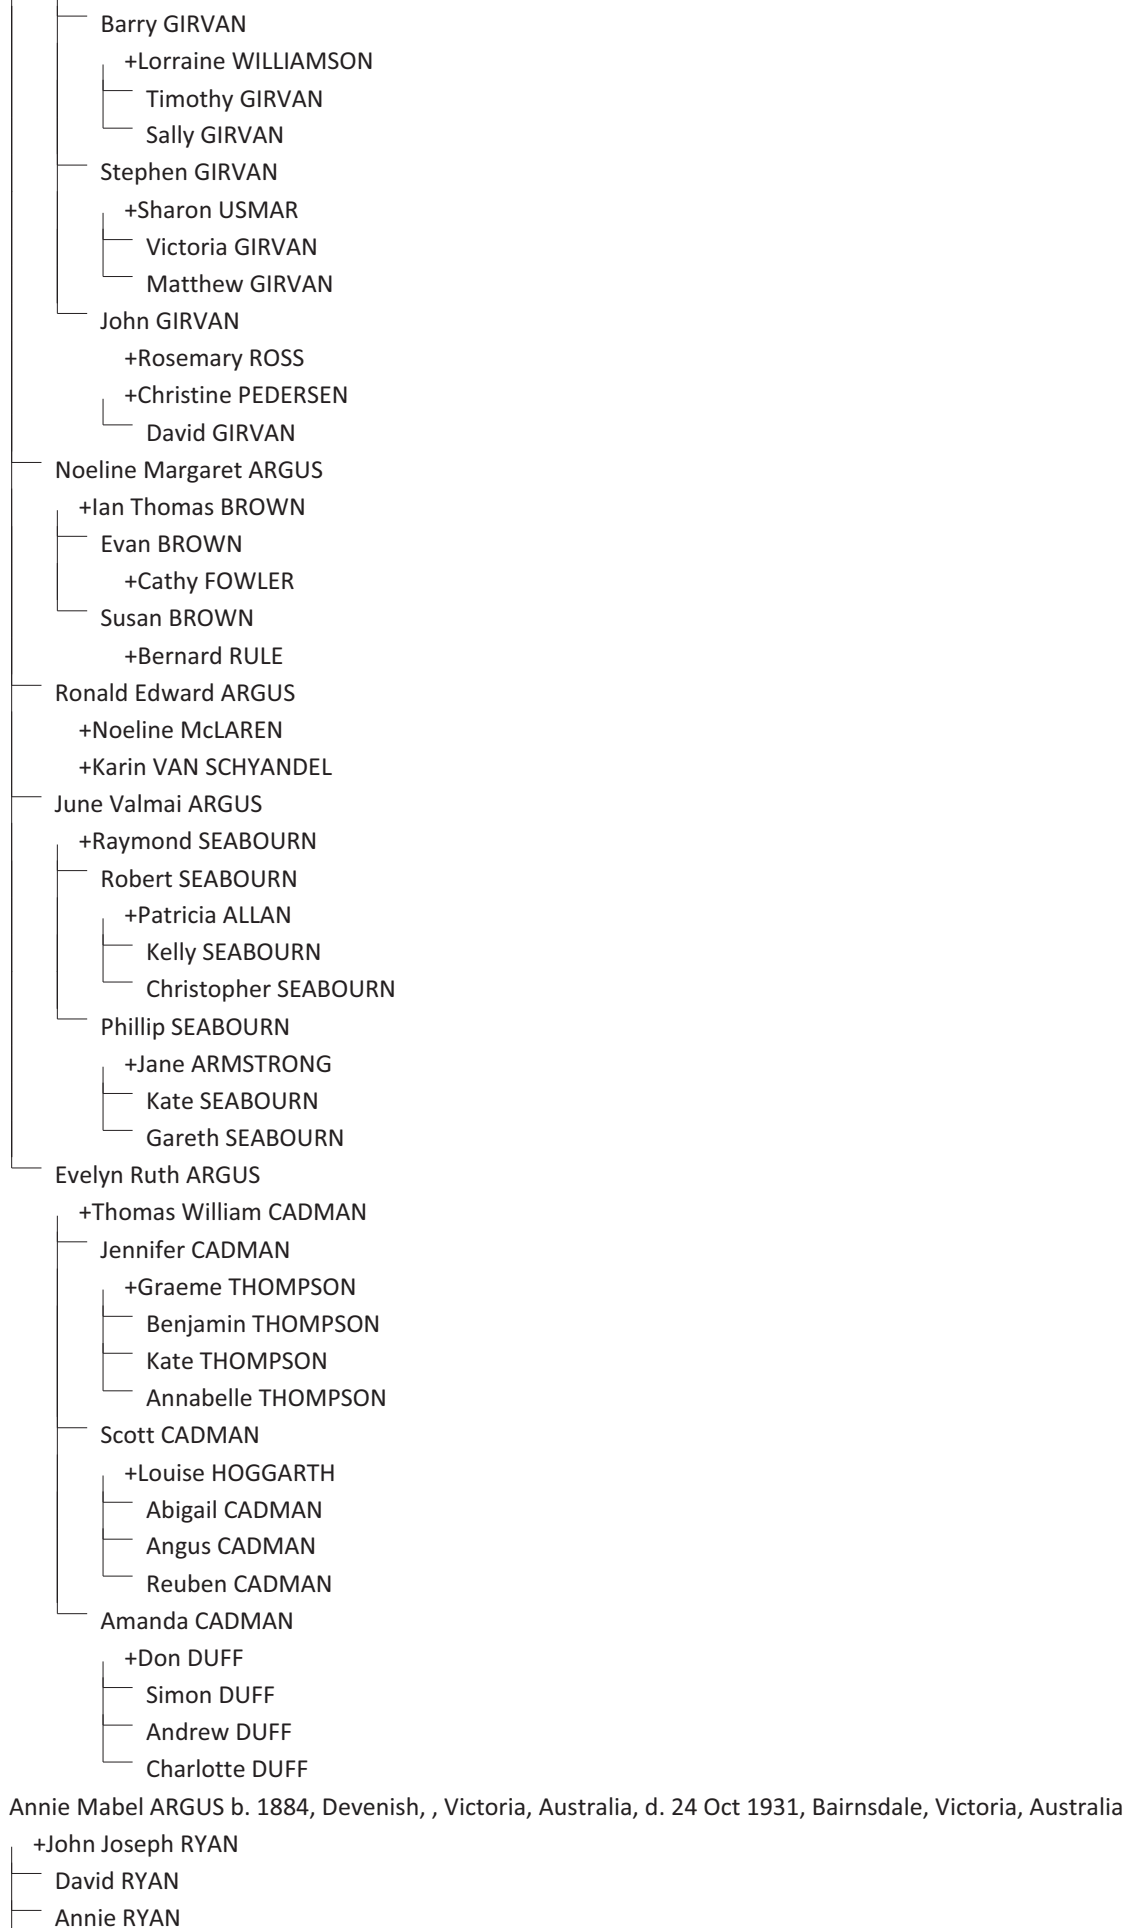 Barry GIRVAN
+Lorraine WILLIAMSON
Timothy GIRVAN
Sally GIRVAN
Stephen GIRVAN
+Sharon USMAR
Victoria GIRVAN
Matthew GIRVAN
John GIRVAN
+Rosemary ROSS
+Christine PEDERSEN
David GIRVAN
Noeline Margaret ARGUS
+Ian Thomas BROWN
Evan BROWN
+Cathy FOWLER
Susan BROWN
+Bernard RULE
Ronald Edward ARGUS
+Noeline McLAREN
+Karin VAN SCHYANDEL
June Valmai ARGUS
+Raymond SEABOURN
Robert SEABOURN
+Patricia ALLAN
Kelly SEABOURN
Christopher SEABOURN
Phillip SEABOURN
+Jane ARMSTRONG
Kate SEABOURN
Gareth SEABOURN
Evelyn Ruth ARGUS
+Thomas William CADMAN
Jennifer CADMAN
+Graeme THOMPSON
Benjamin THOMPSON
Kate THOMPSON
Annabelle THOMPSON
Scott CADMAN
+Louise HOGGARTH
Abigail CADMAN
Angus CADMAN
Reuben CADMAN
Amanda CADMAN
+Don DUFF
Simon DUFF
Andrew DUFF
Charlotte DUFF
Annie Mabel ARGUS b. 1884, Devenish, , Victoria, Australia, d. 24 Oct 1931, Bairnsdale, Victoria, Australia
+John Joseph RYAN
David RYAN
Annie RYAN